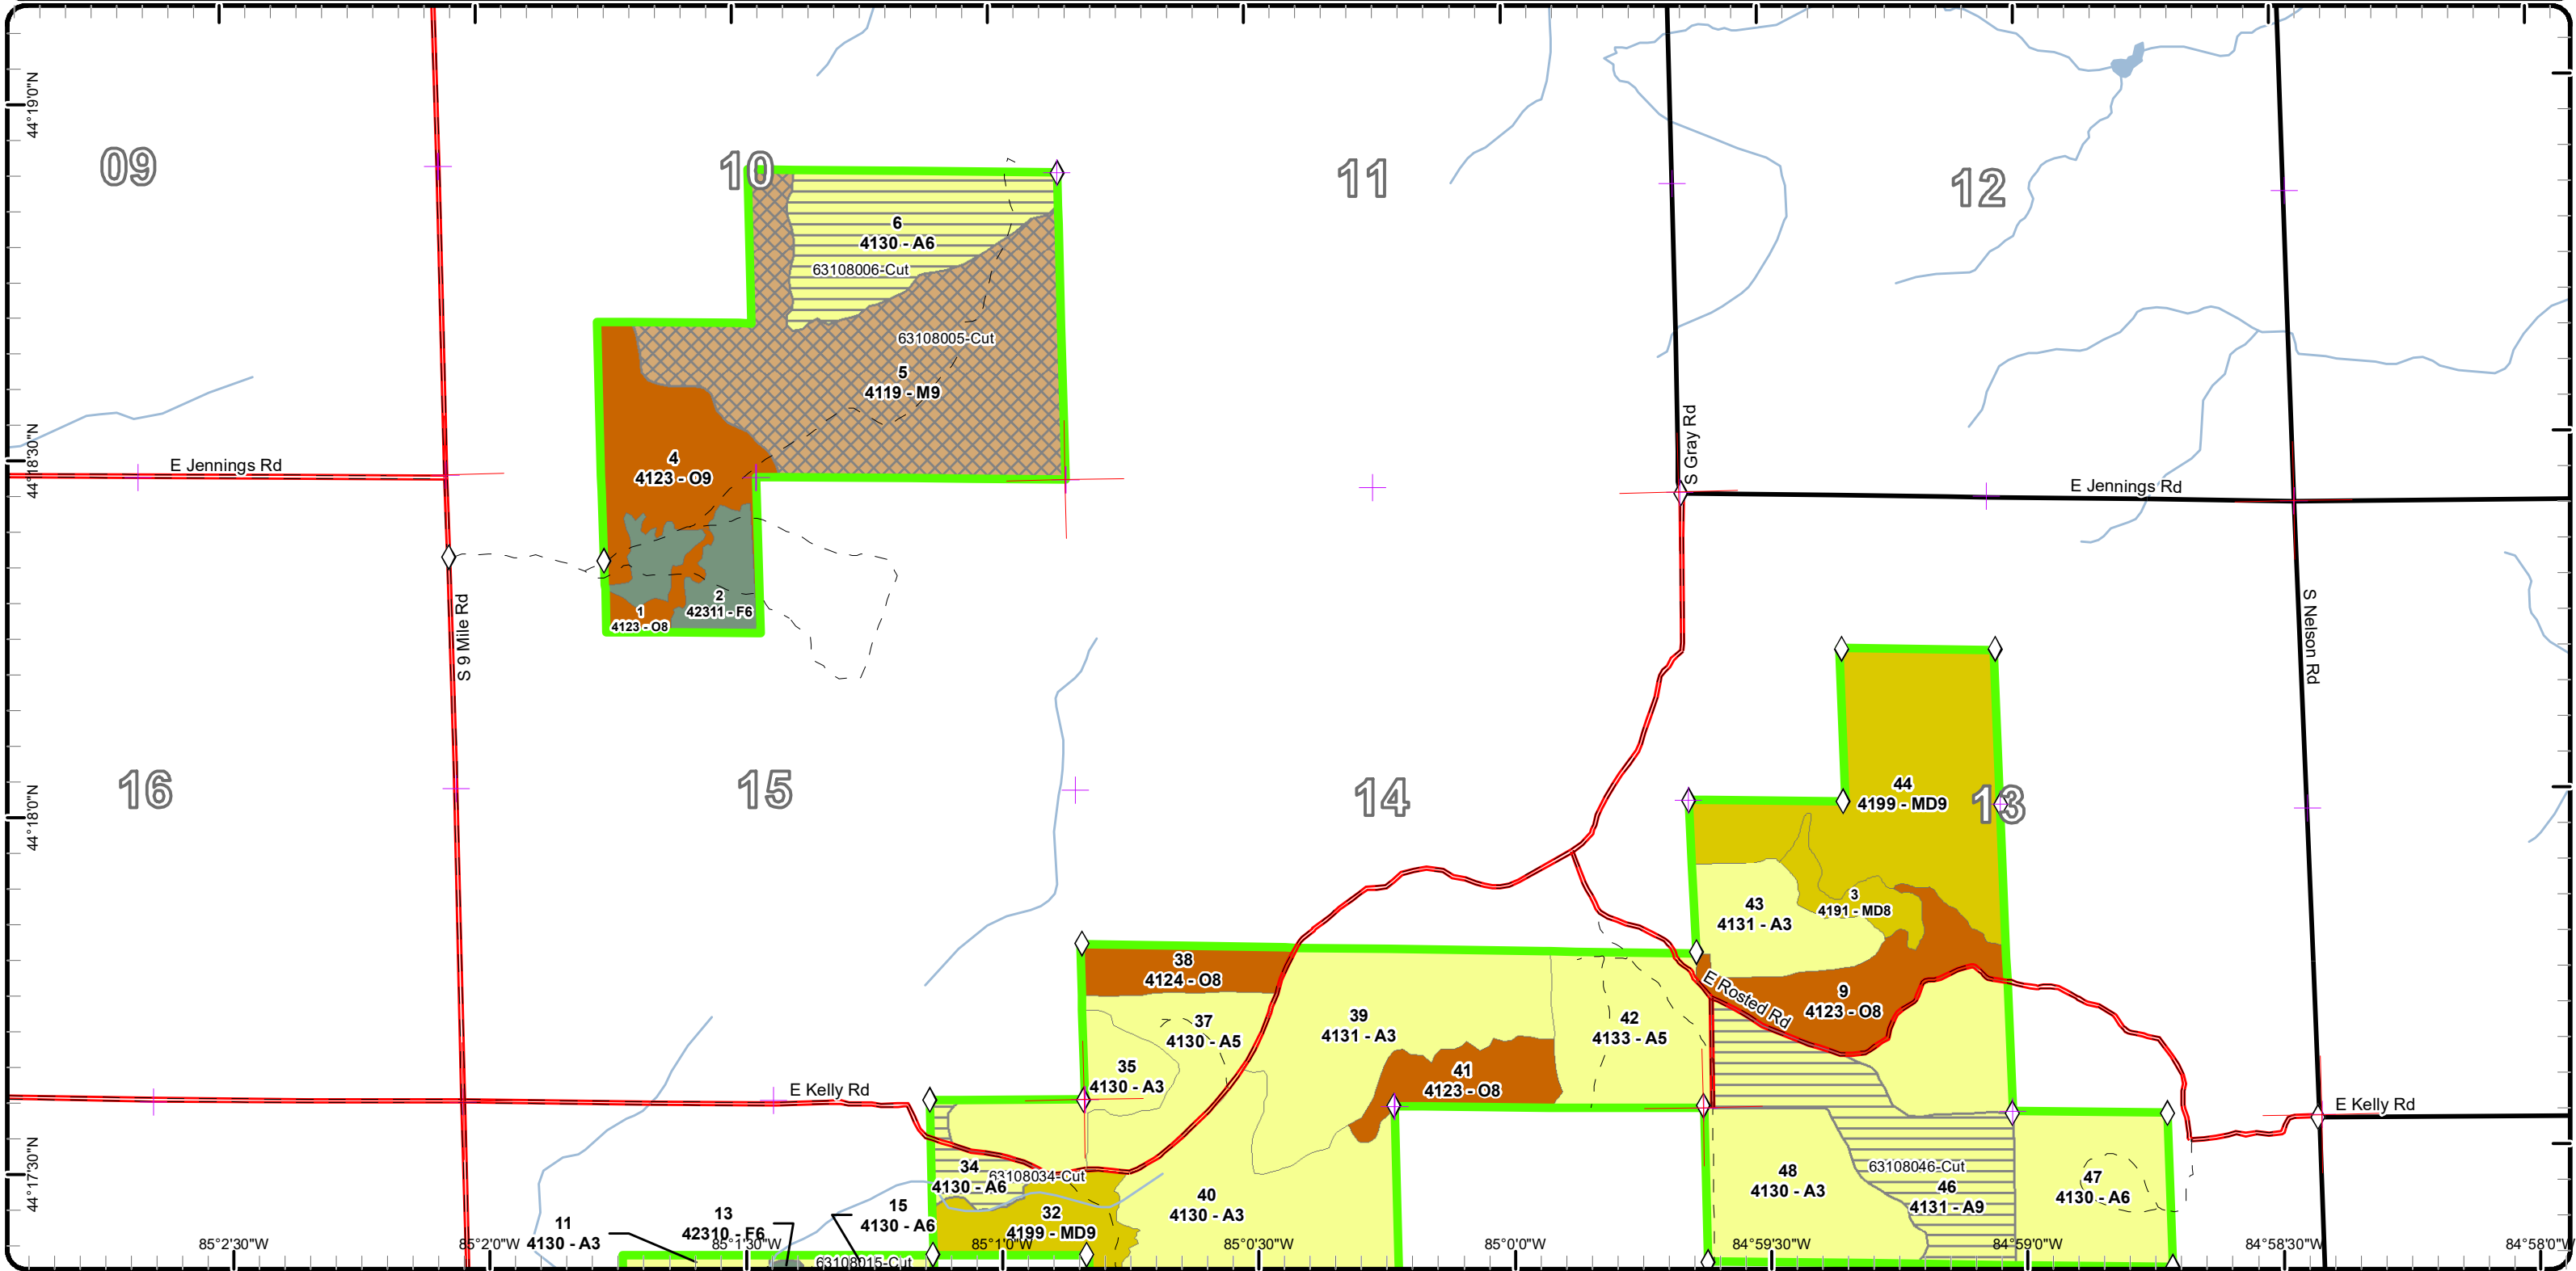 09
10
11
12
44°19'0"N
6
4130 - A6
63108006-Cut
63108005-Cut
5
4119 - M9
S Gray Rd
44°18'30"N
E Jennings Rd
4
4123 - O9
E Jennings Rd
S 9 Mile Rd
1
4123 - O8
2
42311 - F6
S Nelson Rd
44°18'0"N
16
15
14
13
44
4199 - MD9
3
4191 - MD8
43
4131 - A3
38
4124 - O8
E Rosted Rd
9
4123 - O8
37
4130 - A5
39
4131 - A3
42
4133 - A5
35
4130 - A3
41
4123 - O8
E Kelly Rd
E Kelly Rd
44°17'30"N
34
4130 - A6
63108034-Cut
48
4130 - A3
63108046-Cut
46
4131 - A9
47
4130 - A6
40
4130 - A3
32
4199 - MD9
15
4130 - A6
13
42310 - F6
11
4130 - A3
63108015-Cut
85°2'30"W
85°2'0"W
85°1'30"W
85°1'0"W
85°0'30"W
85°0'0"W
84°59'30"W
84°59'0"W
84°58'30"W
84°58'0"W